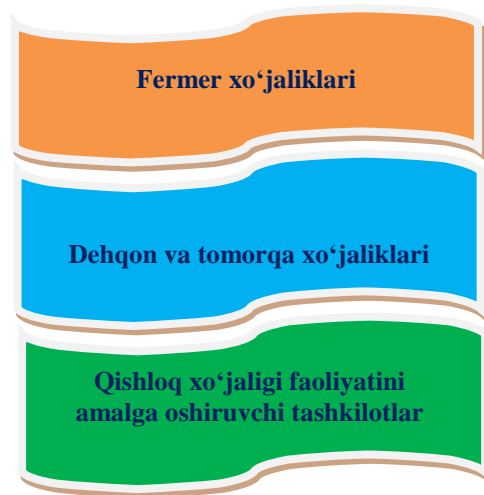 Fermer xo‘jaliklari
Dehqon va tomorqa xo‘jaliklari
Qishloq xo‘jaligi faoliyatini
amalga oshiruvchi tashkilotlar